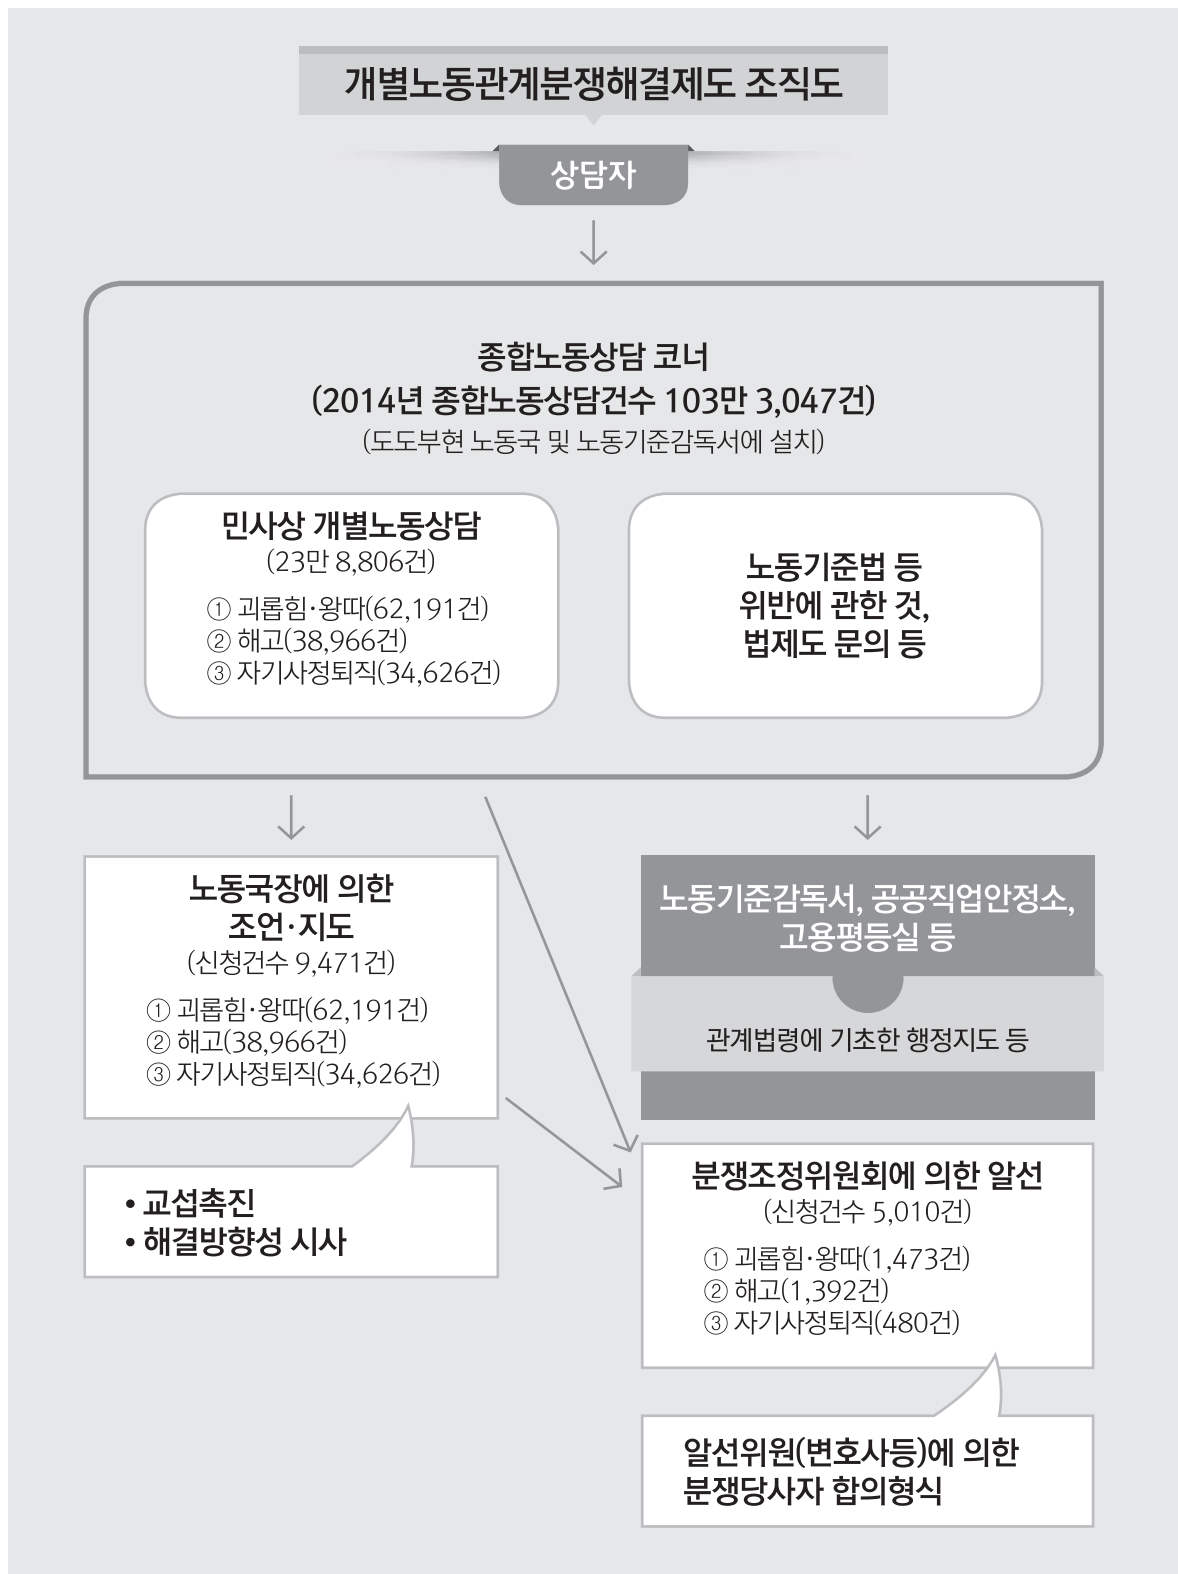 개별노동관계분쟁해결제도 조직도
상담자
종합노동상담 코너
(2014년 종합노동상담건수 103만 3,047건)
(도도부현 노동국 및 노동기준감독서에 설치)
민사상 개별노동상담
(23만 8,806건)
① 괴롭힘·왕따(62,191건)
② 해고(38,966건)
③ 자기사정퇴직(34,626건)
노동기준법 등
위반에 관한 것,
법제도 문의 등
노동국장에 의한
조언·지도
(신청건수 9,471건)
① 괴롭힘·왕따(62,191건)
② 해고(38,966건)
③ 자기사정퇴직(34,626건)
• 교섭촉진
• 해결방향성 시사
노동기준감독서, 공공직업안정소,
고용평등실 등
관계법령에 기초한 행정지도 등
분쟁조정위원회에 의한 알선
(신청건수 5,010건)
① 괴롭힘·왕따(1,473건)
② 해고(1,392건)
③ 자기사정퇴직(480건)
알선위원(변호사등)에 의한
분쟁당사자 합의형식